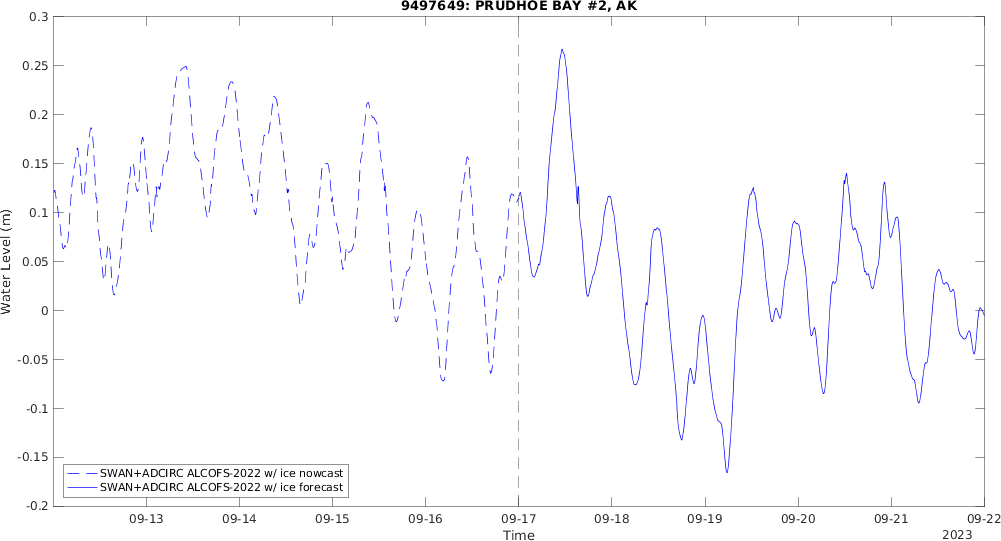 9497649: PRUDHOE BAY #2, AK
0.3
0.25
0.2
0.15
0.1
0.05
0
-0.05
-0.1
-0.15
-0.2
Water Level (m)
SWAN+ADCIRC ALCOFS-2022 w/ ice nowcast
SWAN+ADCIRC ALCOFS-2022 w/ ice forecast
09-13 09-14 09-15 09-16 09-17 09-18 09-19 09-20 09-21 09-22
Time
2023